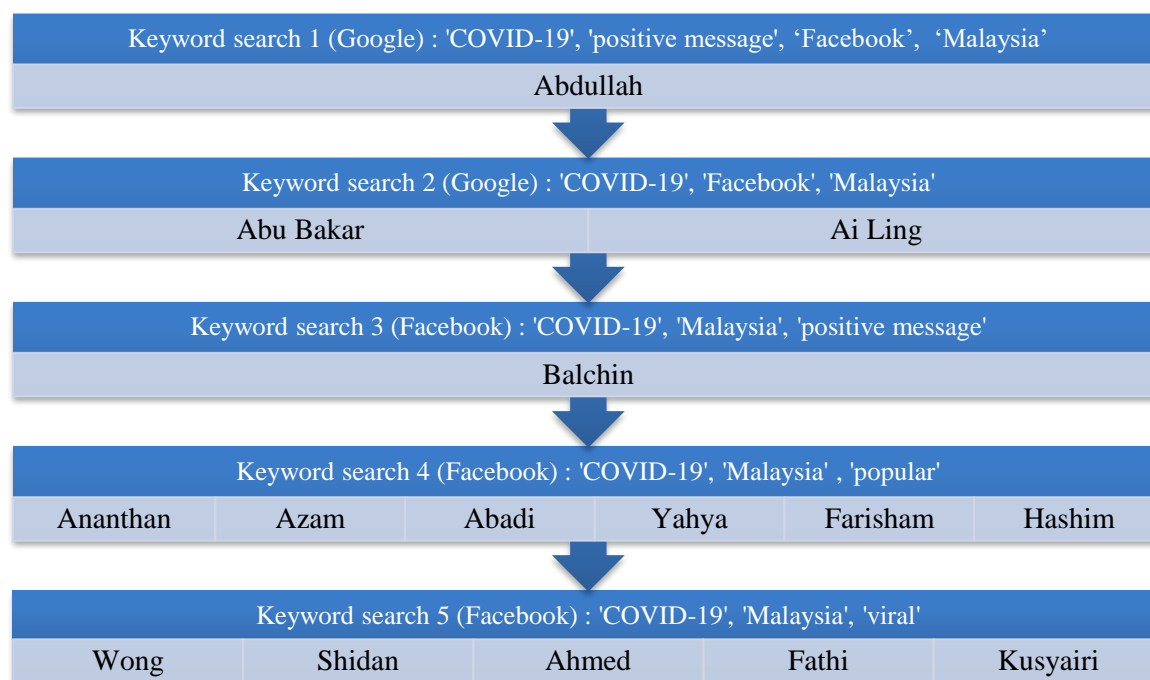 Keyword search 1 (Google) : 'COVID-19', 'positive message', ‘Facebook’, ‘Malaysia’
Abdullah
Keyword search 2 (Google) : 'COVID-19', 'Facebook', 'Malaysia'
Abu Bakar Ai Ling
Keyword search 3 (Facebook) : 'COVID-19', 'Malaysia', 'positive message'
Balchin
Keyword search 4 (Facebook) : 'COVID-19', 'Malaysia' , 'popular'
Ananthan Azam Abadi Yahya Farisham Hashim
Keyword search 5 (Facebook) : 'COVID-19', 'Malaysia', 'viral'
Wong Shidan Ahmed Fathi Kusyairi